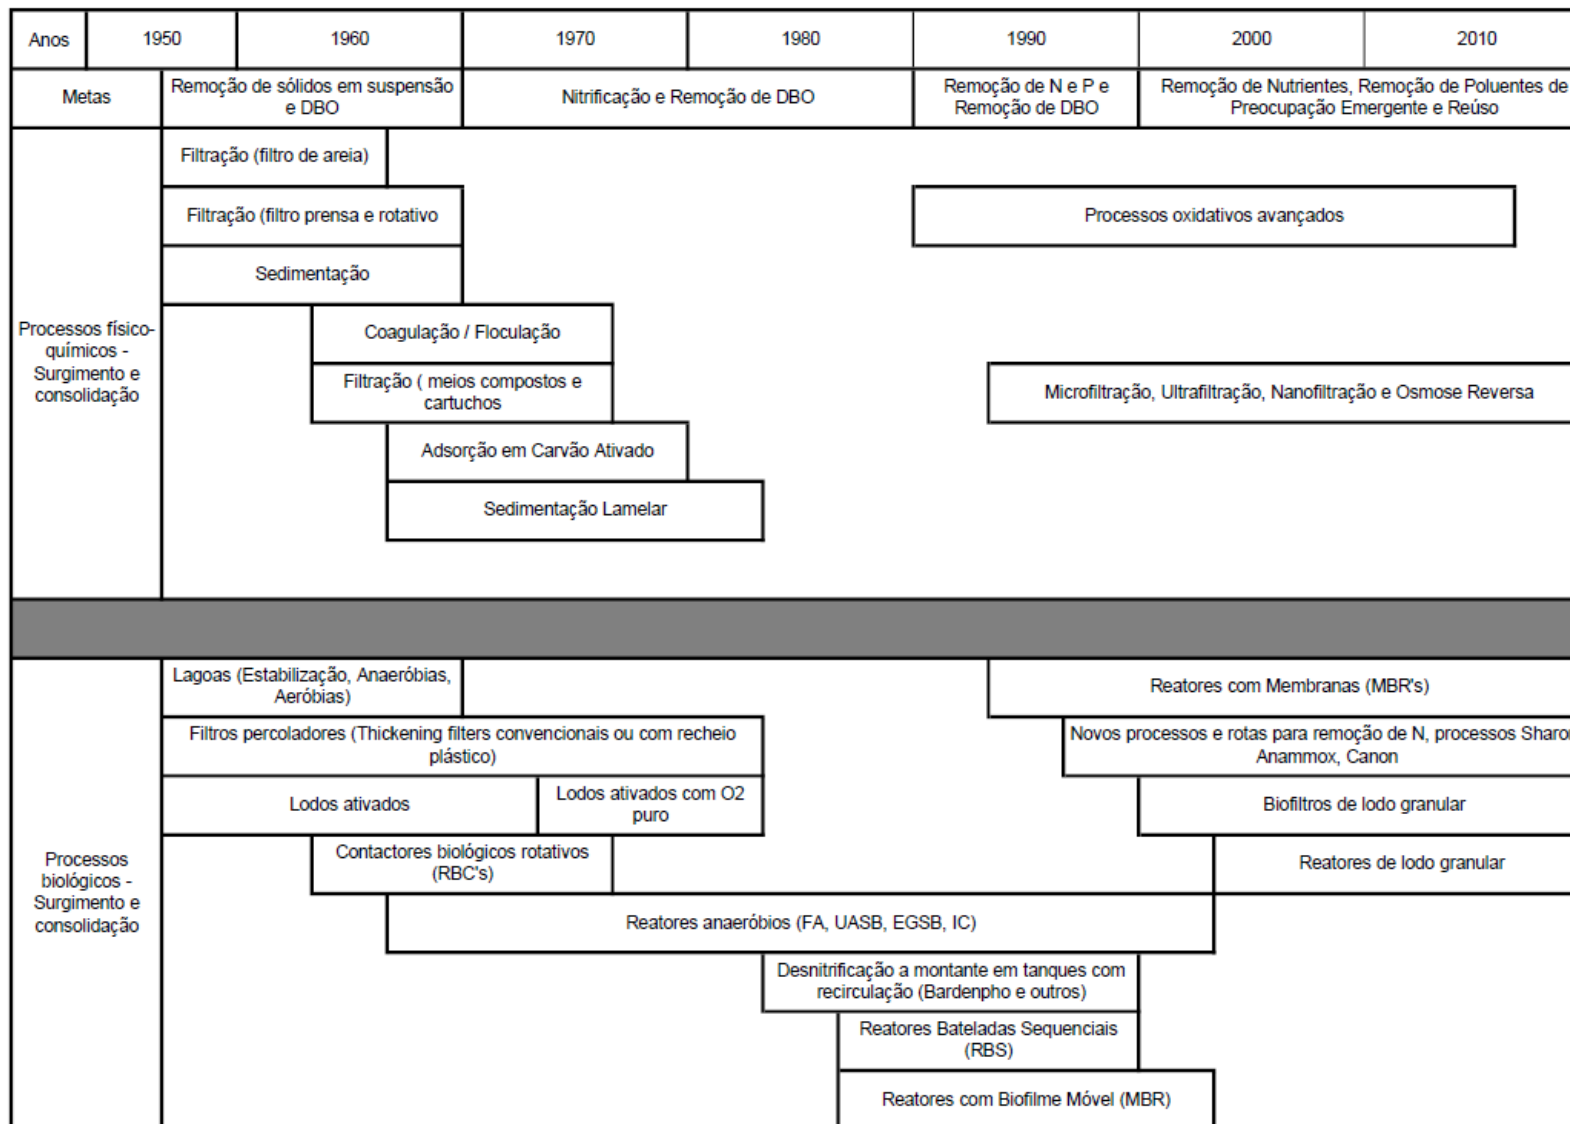 Anos 1950 1960 1970 1980 1990 2000 2010
Metas
Remoção de sólidos em suspensão
e DBO
Nitrificação e Remoção de DBO
Remoção de N e P e
Remoção de DBO
Remoção de Nutrientes, Remoção de Poluentes de
Preocupação Emergente e Reúso
Processos físico-
químicos -
Surgimento e
consolidação
Filtração (filtro de areia)
Filtração (filtro prensa e rotativo
Processos oxidativos avançados
Sedimentação
Coagulação / Floculação
Filtração ( meios compostos e
cartuchos
Microfiltração, Ultrafiltração, Nanofiltração e Osmose Reversa
Adsorção em Carvão Ativado
Sedimentação Lamelar
Processos
biológicos -
Surgimento e
consolidação
Lagoas (Estabilização, Anaeróbias,
Aeróbias)
Reatores com Membranas (MBR's)
Filtros percoladores (Thickening filters convencionais ou com recheio
plástico)
Novos processos e rotas para remoção de N, processos Sharon
Anammox, Canon
Lodos ativados
Lodos ativados com O2
puro
Biofiltros de lodo granular
Contactores biológicos rotativos
(RBC's)
Reatores de lodo granular
Reatores anaeróbios (FA, UASB, EGSB, IC)
Desnitrificação a montante em tanques com
recirculação (Bardenpho e outros)
Reatores Bateladas Sequenciais
(RBS)
Reatores com Biofilme Móvel (MBR)